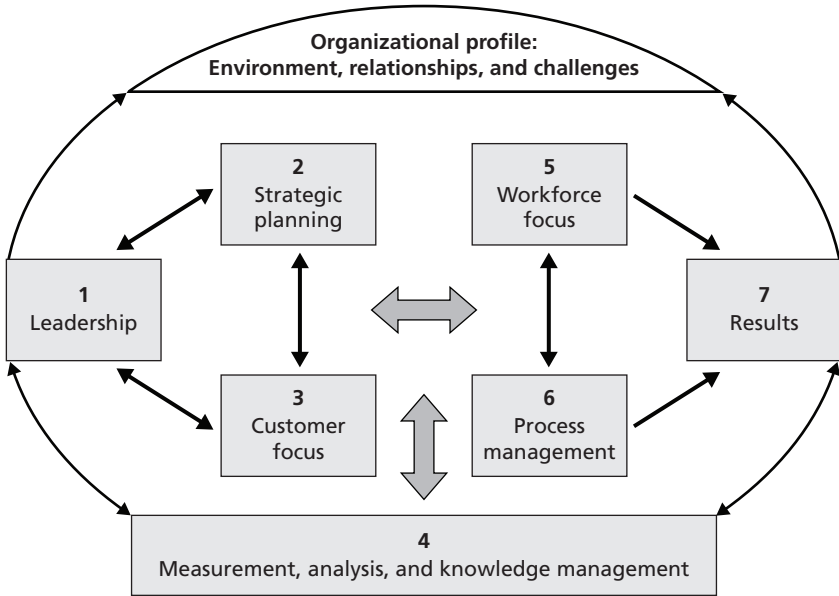 Organizational profile:
Environment, relationships, and challenges
2
Strategic
planning
5
Workforce
focus
1
Leadership
7
Results
3
Customer
focus
6
Process
management
4
Measurement, analysis, and knowledge management